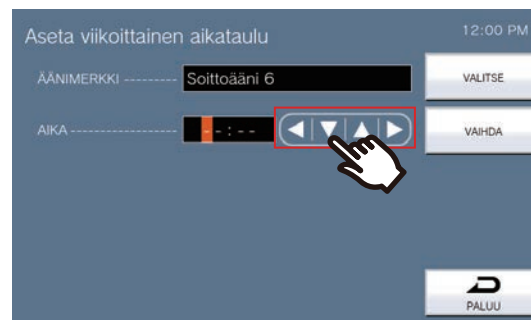 Aseta viikoittainen aikataulu
12:00 PM
ÄÄNIMERKKI --------- Soittoääni 6
VALITSE
AIKA ------------------ --:--
VAIHDA
PALUU